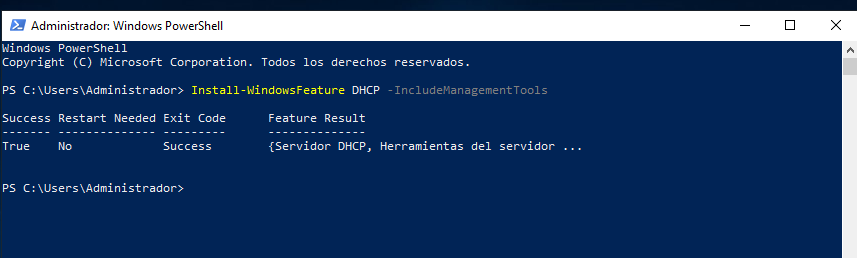 Administrador: Windows PowerShell
Windows PowerShell
Copyright (C) Microsoft Corporation. Todos los derechos reservados.
PS C:\Users\Administrador> Install-WindowsFeature DHCP -IncludeManagementTools
Success Restart Needed Exit Code      Feature Result
------- -------------- ---------      --------------
True    No             Success        {Servidor DHCP, Herramientas del servidor ...
PS C:\Users\Administrador>